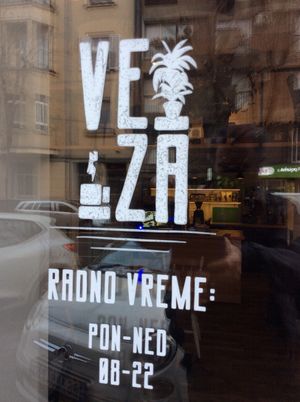 VE
ZA
RADNO VREME:
PON-NED
08-22